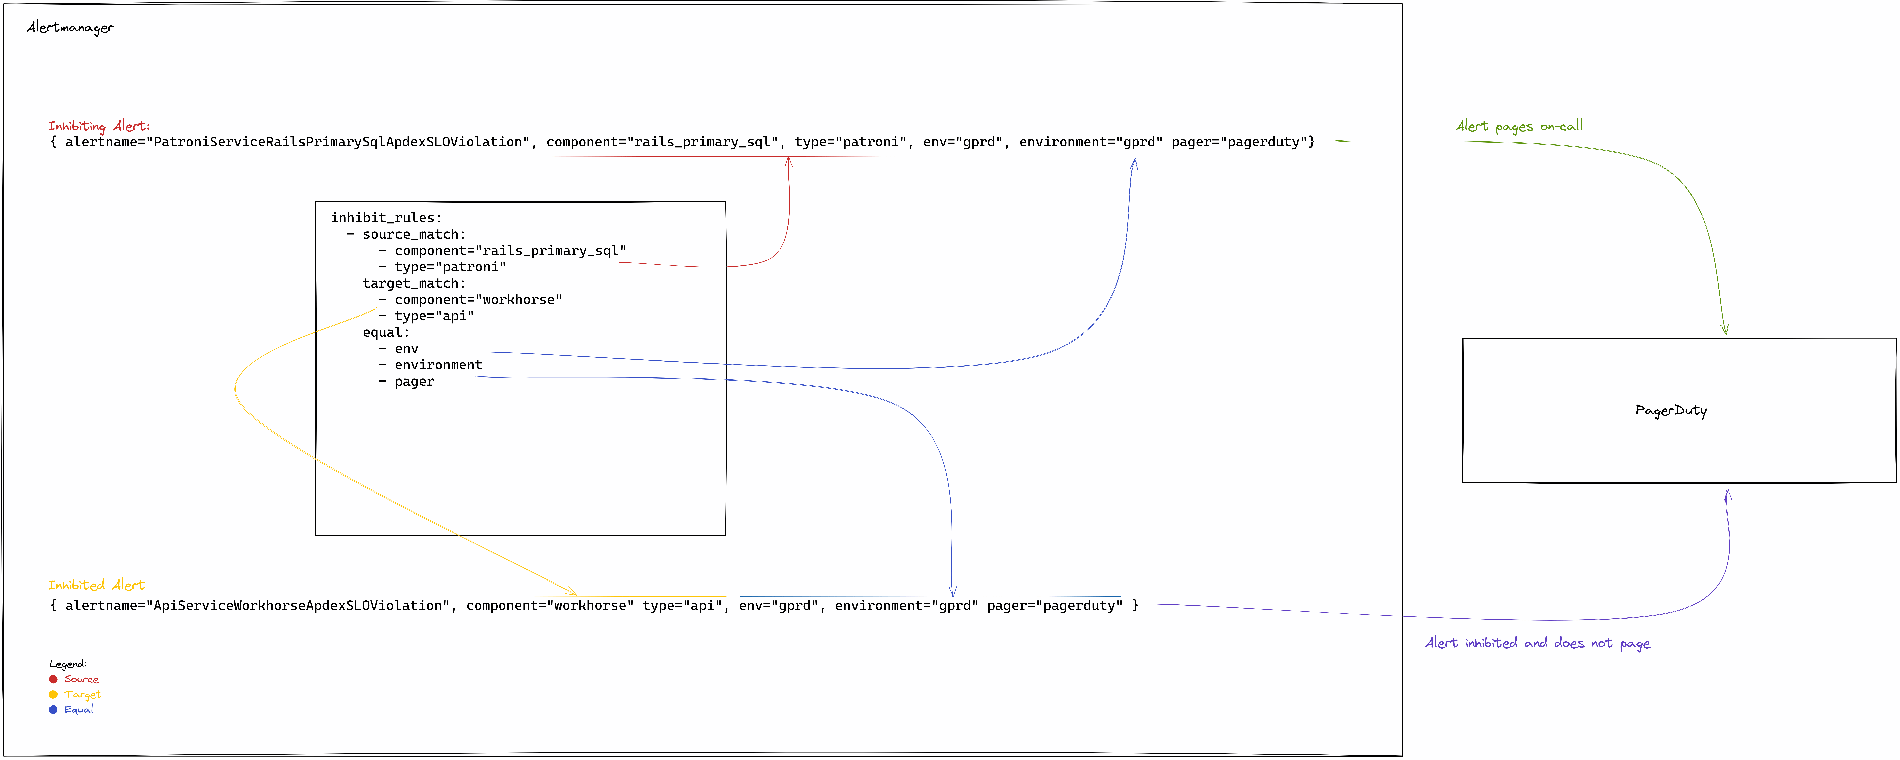 Alertmanager
Inhibiting Alert:
{ alertname="PatroniServiceRailsPrimarySqlApdexSLOViolation", component="rails_primary_sql", type="patroni", env="gprd", environment="gprd" pager="pagerduty"}
Alert pages on-call
inhibit_rules:
- source_match:
- component="rails_primary_sql"
- type="patroni"
target_match:
- component="workhorse"
- type="api"
equal:
- env
- environment
- pager
PagerDuty
Inhibited Alert
{ alertname="ApiServiceWorkhorseApdexSLOViolation", component="workhorse" type="api", env="gprd", environment="gprd" pager="pagerduty" }
Alert inhibited and does not page
Legend:
Source
Target
Equal